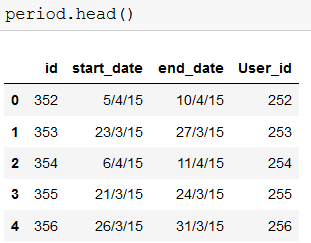 period.head()
id start_date end_date User_id
0 352 5/4/15 10/4/15 252
1 353 23/3/15 27/3/15 253
2 354 6/4/15 11/4/15 254
3 355 21/3/15 24/3/15 255
4 356 26/3/15 31/3/15 256